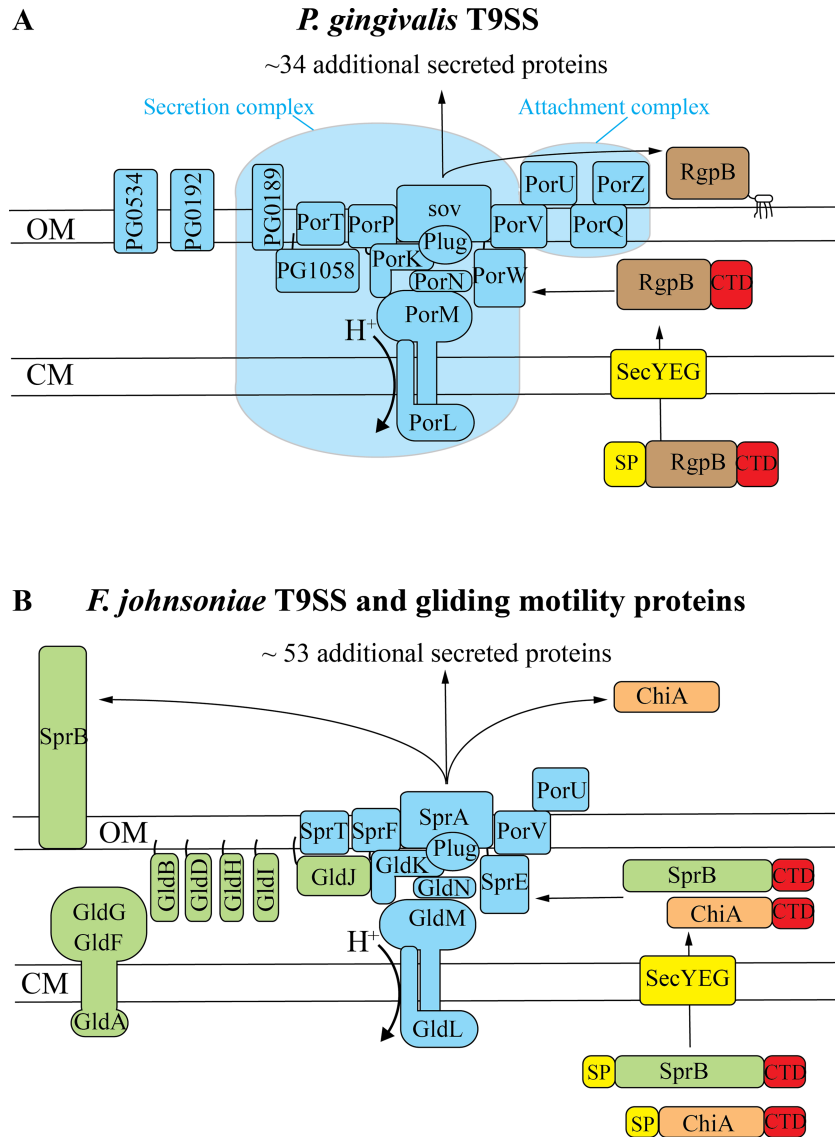 A
P. gingivalis T9SS
~34 additional secreted proteins
Secretion complex
Attachment complex
PG0534
PG0192
PG0189
PorT
PorP
sov
PorV
PorU
PorZ
PorQ
RgpB
OM
Plug
PG1058
PorK
PorN
PorW
PorM
RgpB
CTD
H+
CM
SecYEG
PorL
SP
RgpB
CTD
B
F. johnsoniae T9SS and gliding motility proteins
~ 53 additional secreted proteins
SprB
ChiA
PorU
OM
SprT
SprF
SprA
PorV
Plug
GldB
GldD
GldH
GldI
GldJ
GldK
GldN
SprE
SprB
CTD
ChiA
CTD
GldG
GldF
GldM
H+
CM
SecYEG
GldA
GldL
SP
SprB
CTD
SP
ChiA
CTD